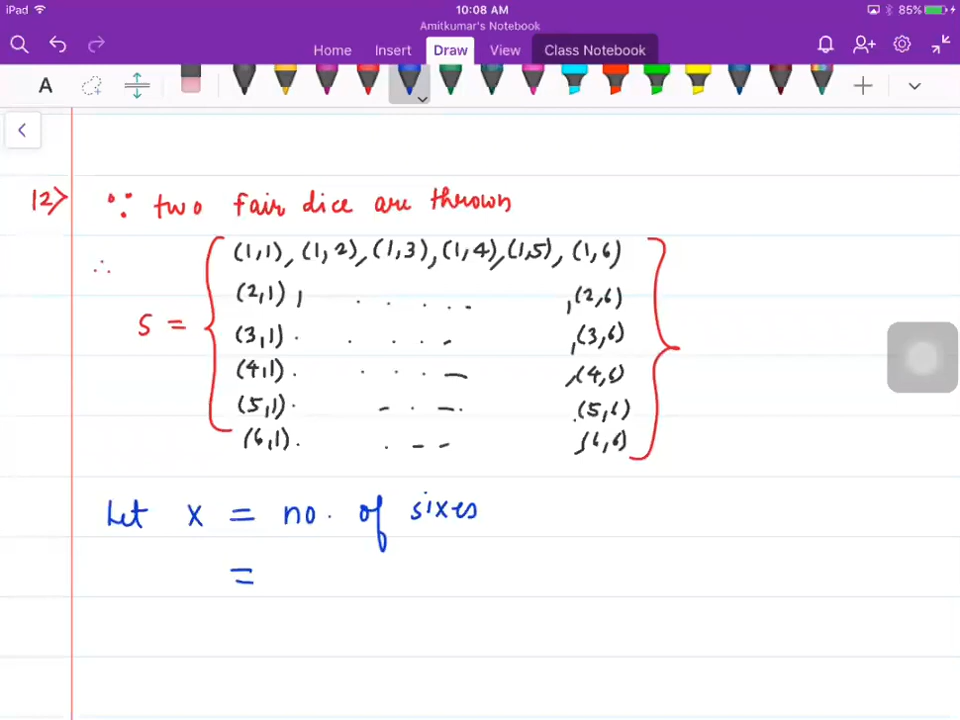 iPad 10:08 AM 85%
Amitkumar's Notebook
Home Insert Draw View Class Notebook
A
12> ∵ two fair dice are thrown
∴
(1,1), (1,2), (1,3), (1,4), (1,5), (1,6)
(2,1), . . . .. ,(2,6)
S = (3,1) . . . . - ,(3,6)
(4,1) . . . . — ,(4,6)
(5,1) . - . —. .(5,6)
(6,1) . . - - ,(6,6)
Let x = no. of sixes
=